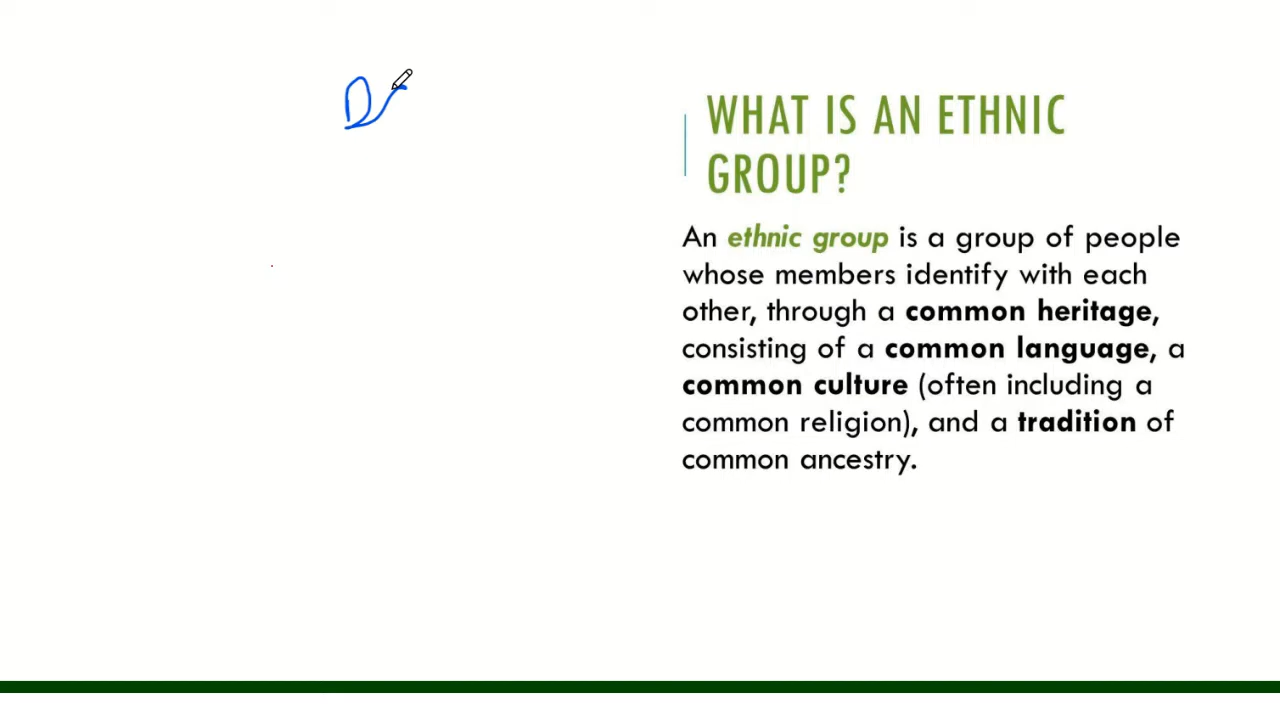 WHAT IS AN ETHNIC
GROUP?
An ethnic group is a group of people
whose members identify with each
other, through a common heritage,
consisting of a common language, a
common culture (often including a
common religion), and a tradition of
common ancestry.